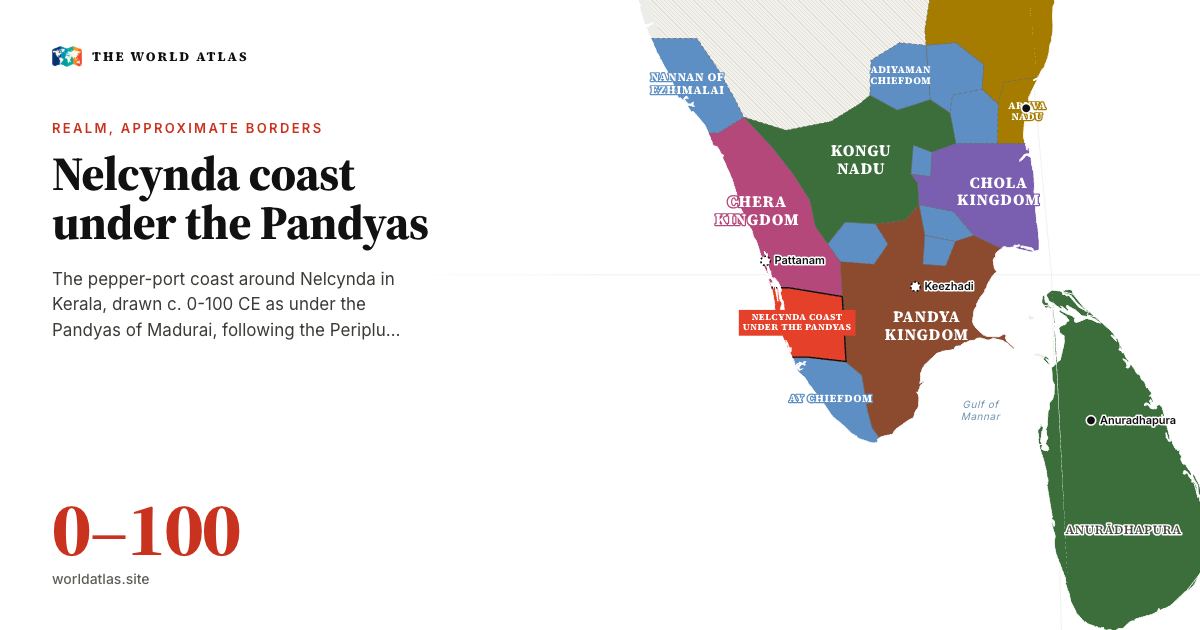 THE WORLD ATLAS
REALM, APPROXIMATE BORDERS
Nelcynda coast
under the Pandyas
The pepper-port coast around Nelcynda in
Kerala, drawn c. 0-100 CE as under the
Pandyas of Madurai, following the Periplu...
0–100
worldatlas.site
NANNAN OF
EZHIMALAI
ADIYAMAN
CHIEFDOM
ARUVA
NADU
KONGU
NADU
CHOLA
KINGDOM
CHERA
KINGDOM
Pattanam
Keezhadi
NELCYNDA COAST
UNDER THE PANDYAS
PANDYA
KINGDOM
AY CHIEFDOM
Gulf of
Mannar
Anuradhapura
ANURĀDHAPURA